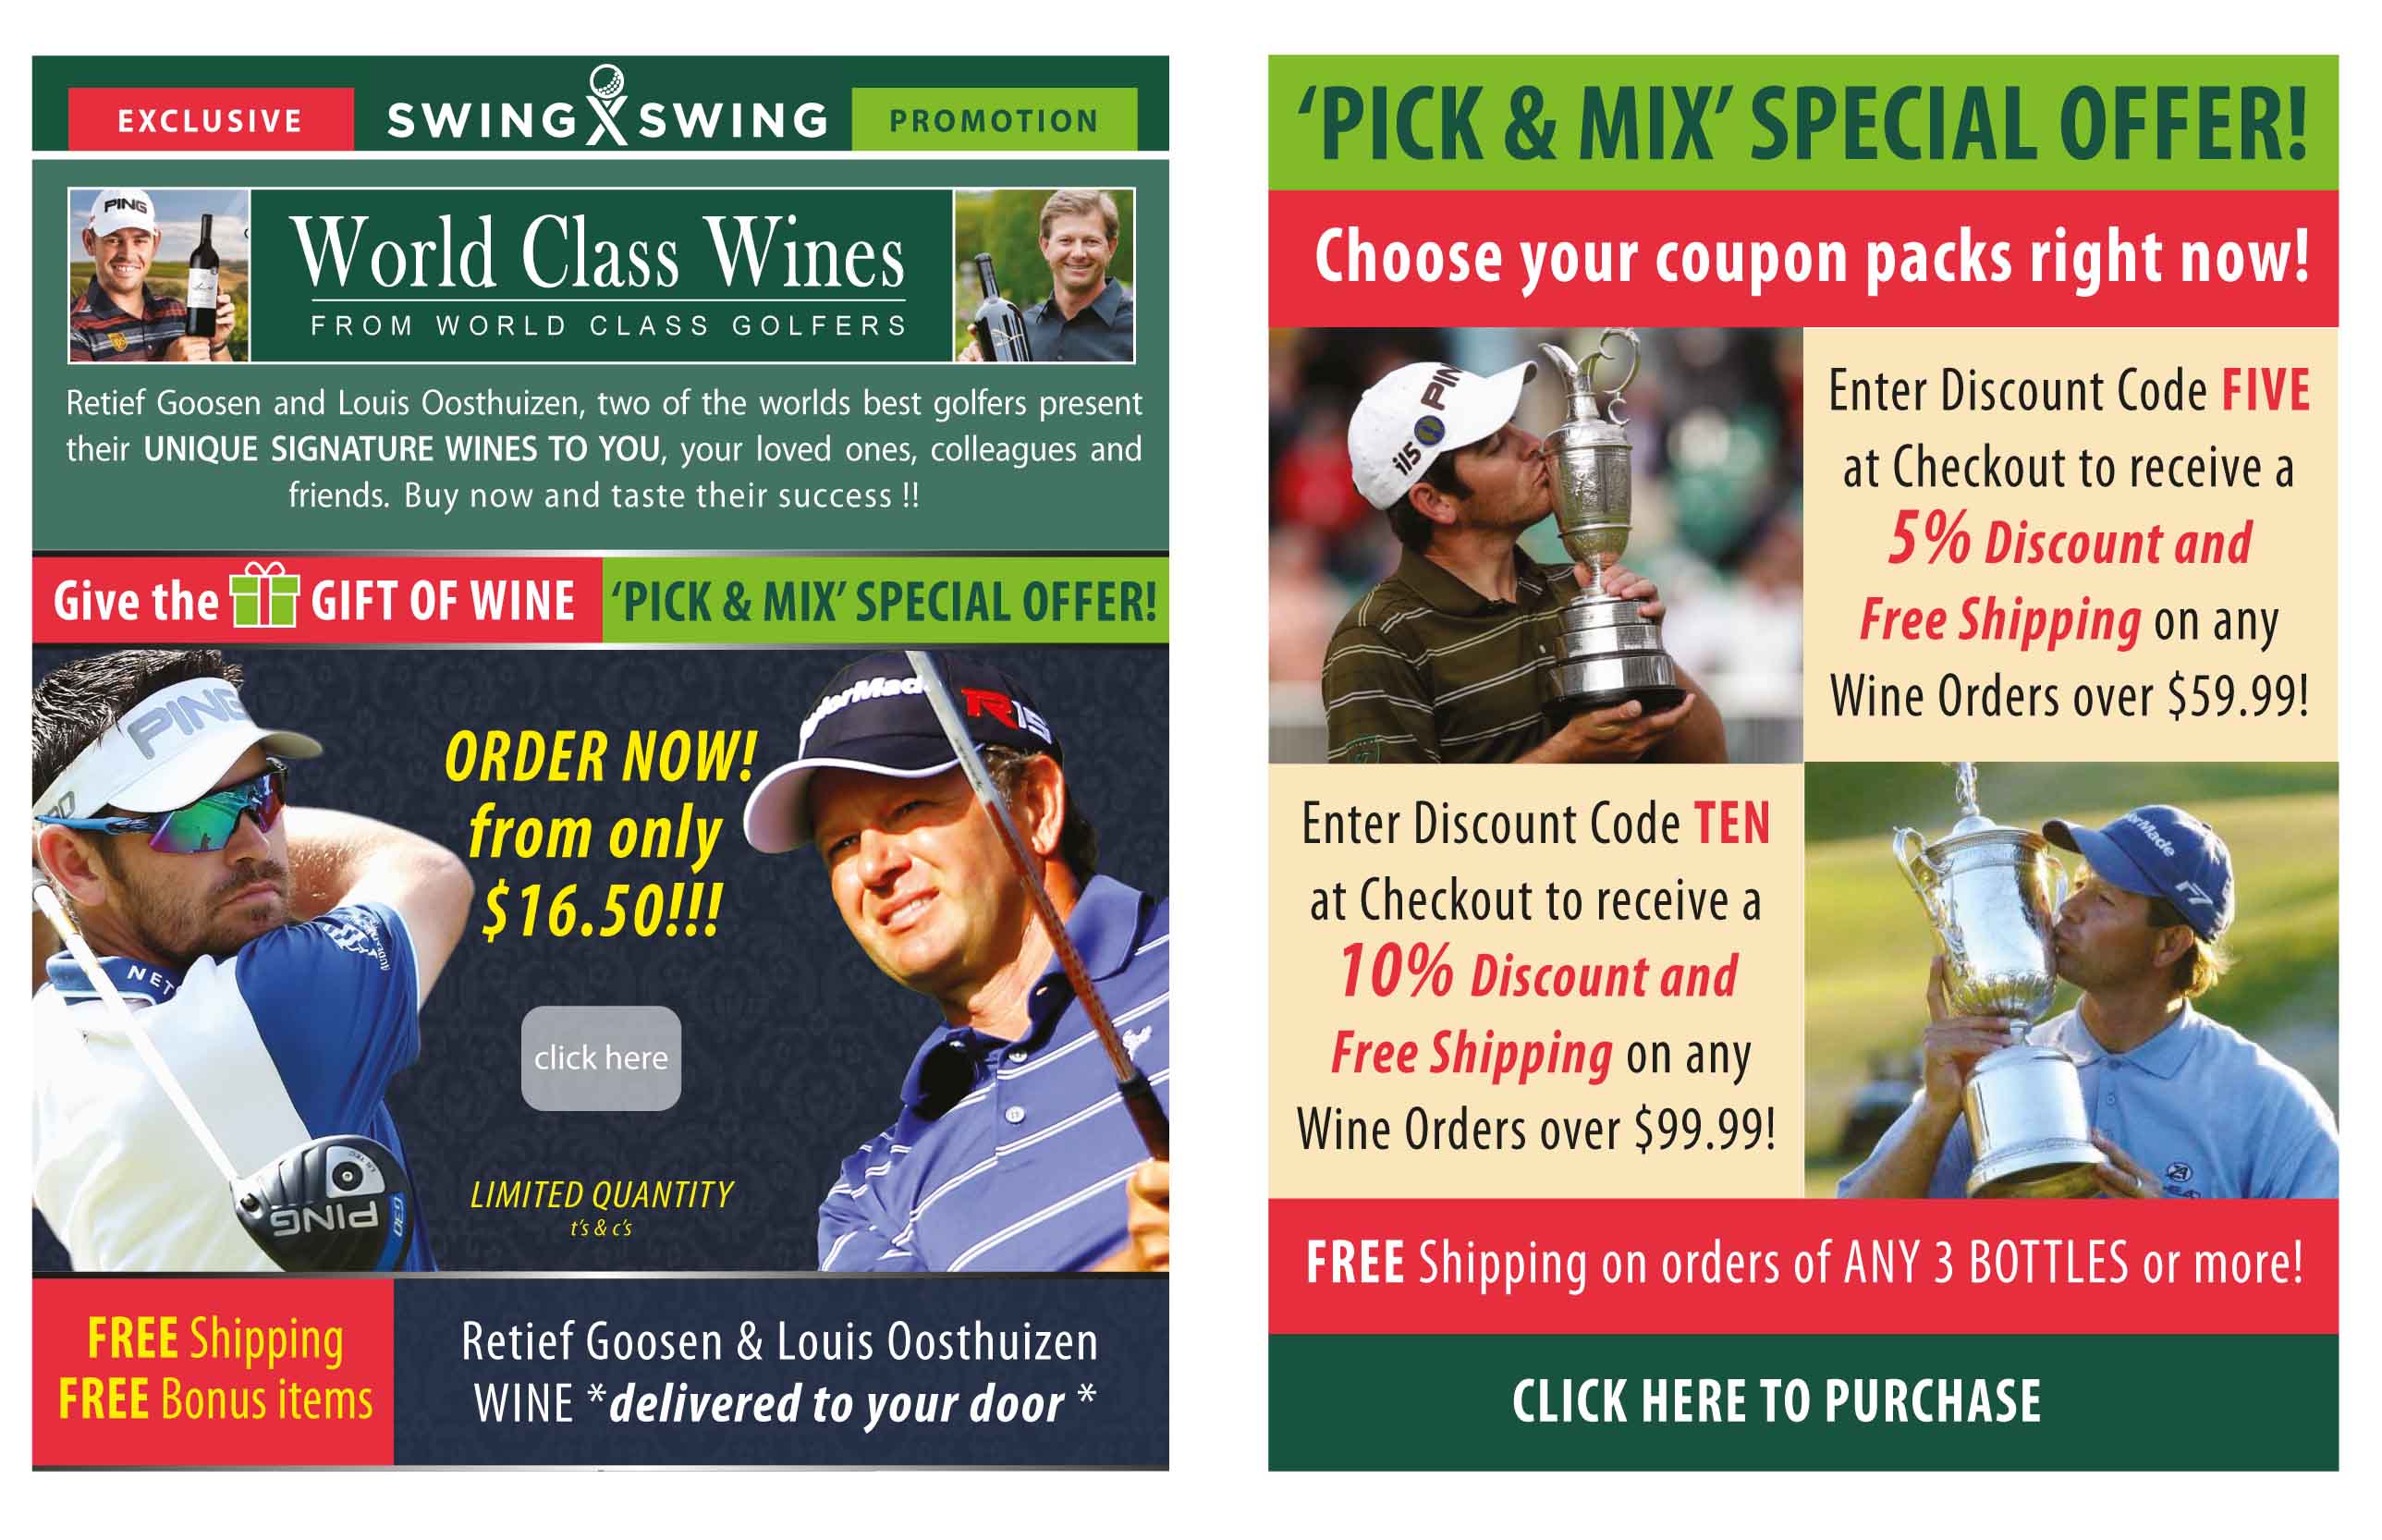 EXCLUSIVE
SWING X SWING
PROMOTION
PING
World Class Wines
FROM WORLD CLASS GOLFERS
Retief Goosen and Louis Oosthuizen, two of the worlds best golfers present
their UNIQUE SIGNATURE WINES TO YOU, your loved ones, colleagues and
friends. Buy now and taste their success !!
Give the GIFT OF WINE
'PICK & MIX' SPECIAL OFFER!
PING
NET
ORDER NOW!
from only
$16.50!!!
click here
LIMITED QUANTITY
t's & c's
R15
PING
G30
FREE Shipping
FREE Bonus items
Retief Goosen & Louis Oosthuizen
WINE *delivered to your door *
'PICK & MIX' SPECIAL OFFER!
Choose your coupon packs right now!
PIN
i15
Enter Discount Code FIVE
at Checkout to receive a
5% Discount and
Free Shipping on any
Wine Orders over $59.99!
Enter Discount Code TEN
at Checkout to receive a
10% Discount and
Free Shipping on any
Wine Orders over $99.99!
r7
FREE Shipping on orders of ANY 3 BOTTLES or more!
CLICK HERE TO PURCHASE